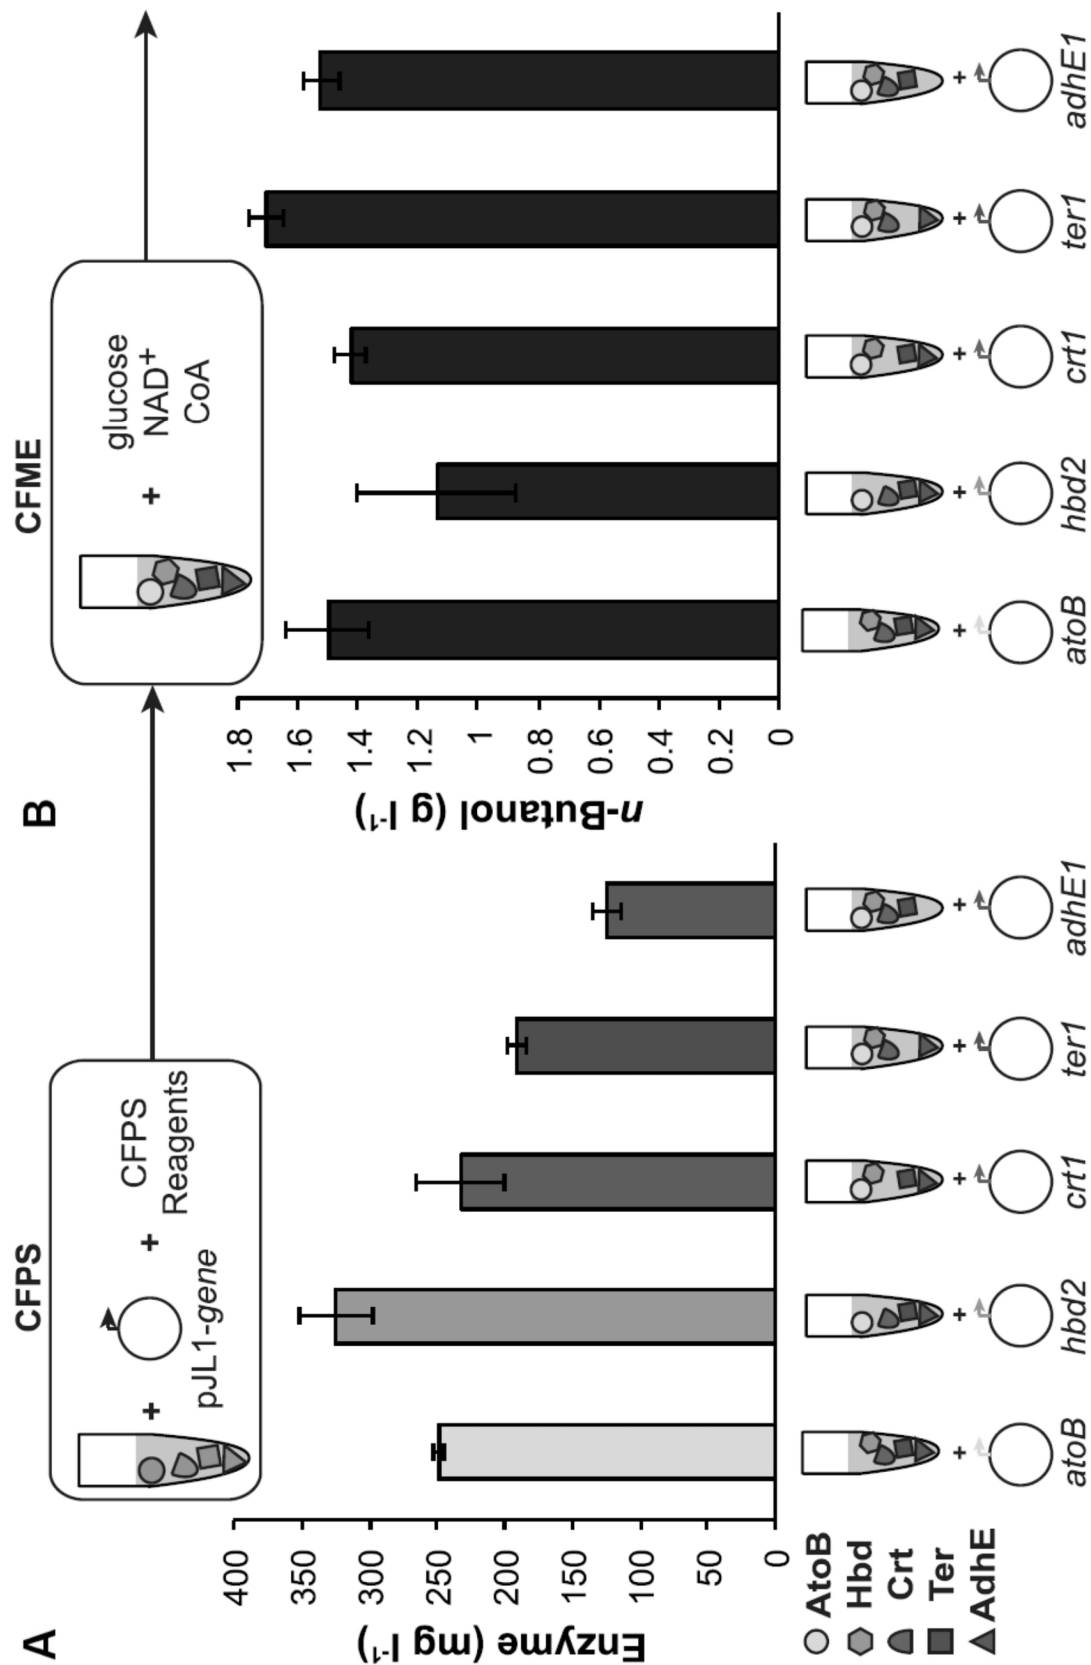 A
CFPS
+
+
pJL1-gene
CFPS
Reagents
Enzyme (mg l-1)
400
350
300
250
200
150
100
50
0
+
+
+
+
+
atoB
hbd2
crt1
ter1
adhE1
AtoB
Hbd
Crt
Ter
AdhE
B
CFME
+
glucose
NAD+
CoA
n-Butanol (g l-1)
1.8
1.6
1.4
1.2
1
0.8
0.6
0.4
0.2
0
+
+
+
+
+
atoB
hbd2
crt1
ter1
adhE1